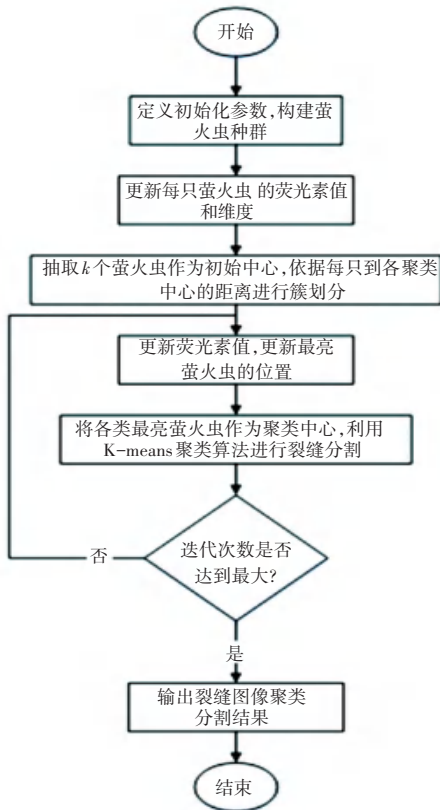 开始
定义初始化参数,构建萤
火虫种群
更新每只萤火虫 的荧光素值
和维度
抽取k个萤火虫作为初始中心,依据每只到各聚类
中心的距离进行簇划分
更新荧光素值,更新最亮
萤火虫的位置
将各类最亮萤火虫作为聚类中心,利用
K-means聚类算法进行裂缝分割
迭代次数是否
达到最大?
否
是
输出裂缝图像聚类
分割结果
结束